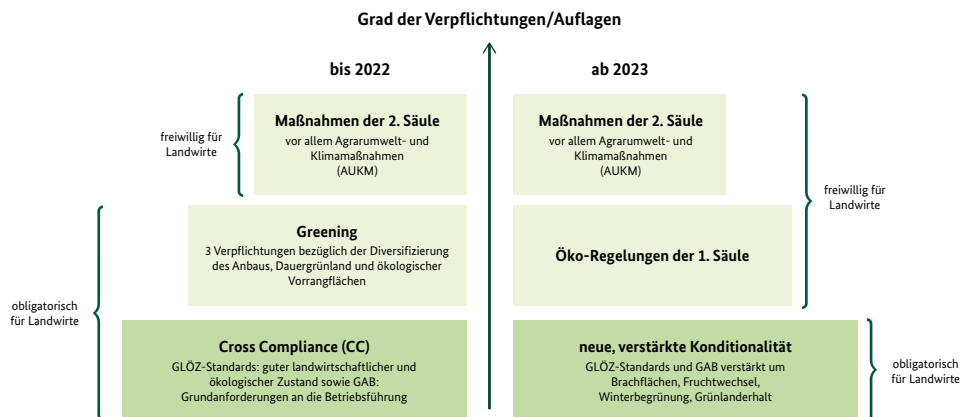 Grad der Verpflichtungen/Auflagen
bis 2022
ab 2023
freiwillig für
Landwirte
Maßnahmen der 2. Säule
vor allem Agrarumwelt- und
Klimamaßnahmen
(AUKM)
Maßnahmen der 2. Säule
vor allem Agrarumwelt- und
Klimamaßnahmen
(AUKM)
freiwillig für
Landwirte
obligatorisch
für Landwirte
Greening
3 Verpflichtungen bezüglich der Diversifizierung
des Anbaus, Dauergrünland und ökologischer
Vorrangflächen
Öko-Regelungen der 1. Säule
Cross Compliance (CC)
GLÖZ-Standards: guter landwirtschaftlicher und
ökologischer Zustand sowie GAB:
Grundanforderungen an die Betriebsführung
neue, verstärkte Konditionalität
GLÖZ-Standards und GAB verstärkt um
Brachflächen, Fruchtwechsel,
Winterbegrünung, Grünlanderhalt
obligatorisch
für Landwirte